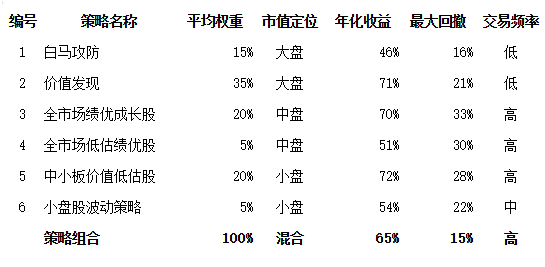 编号 策略名称 平均权重 市值定位 年化收益 最大回撤 交易频率
1 白马攻防 15% 大盘 46% 16% 低
2 价值发现 35% 大盘 71% 21% 低
3 全市场绩优成长股 20% 中盘 70% 33% 高
4 全市场低估绩优股 5% 中盘 51% 30% 高
5 中小板价值低估股 20% 小盘 72% 28% 高
6 小盘股波动策略 5% 小盘 54% 22% 中
策略组合 100% 混合 65% 15% 高